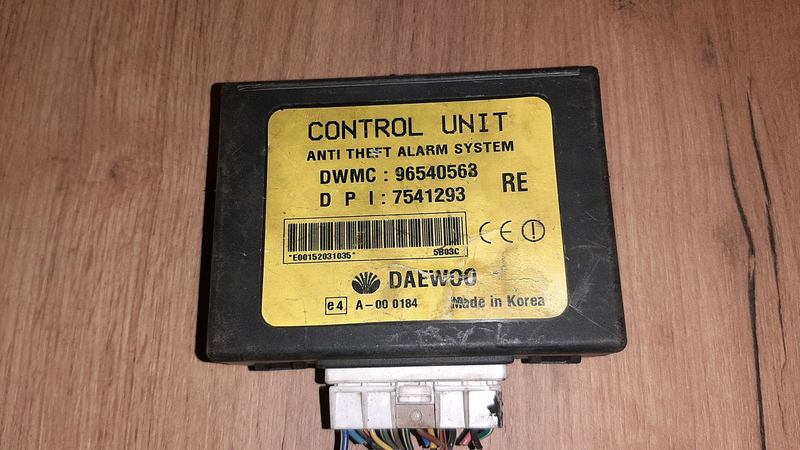 CONTROL UNIT
ANTI THEFT ALARM SYSTEM
DWMC : 96540563
RE
D P I : 7541293
*E00152031035* 5B03C
CE
DAEWOO
e4 A-00 0184 Made in Korea